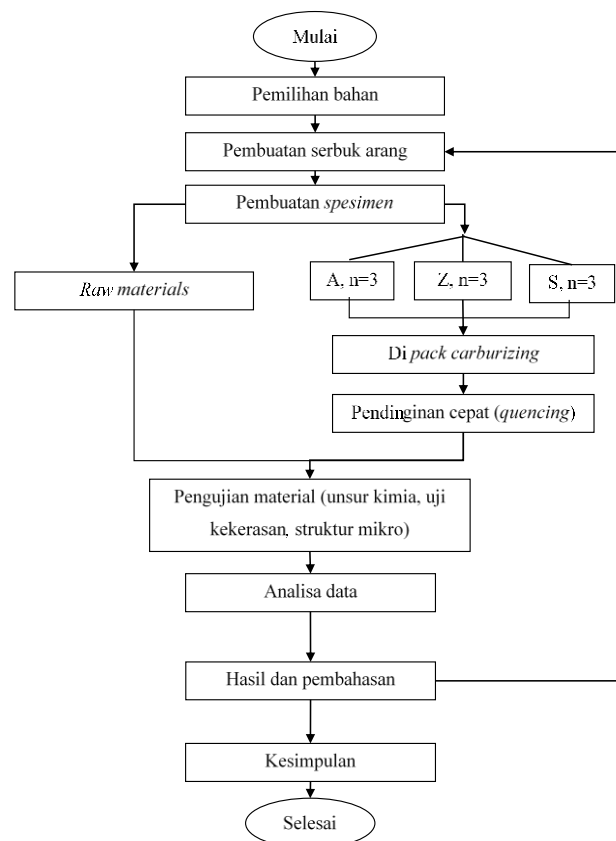 Mulai
Pemilihan bahan
Pembuatan serbuk arang
Pembuatan spesimen
A, n=3
Z, n=3
S, n=3
Raw materials
Di pack carburizing
Pendinginan cepat (quencing)
Pengujian material (unsur kimia, uji
kekerasan, struktur mikro)
Analisa data
Hasil dan pembahasan
Kesimpulan
Selesai